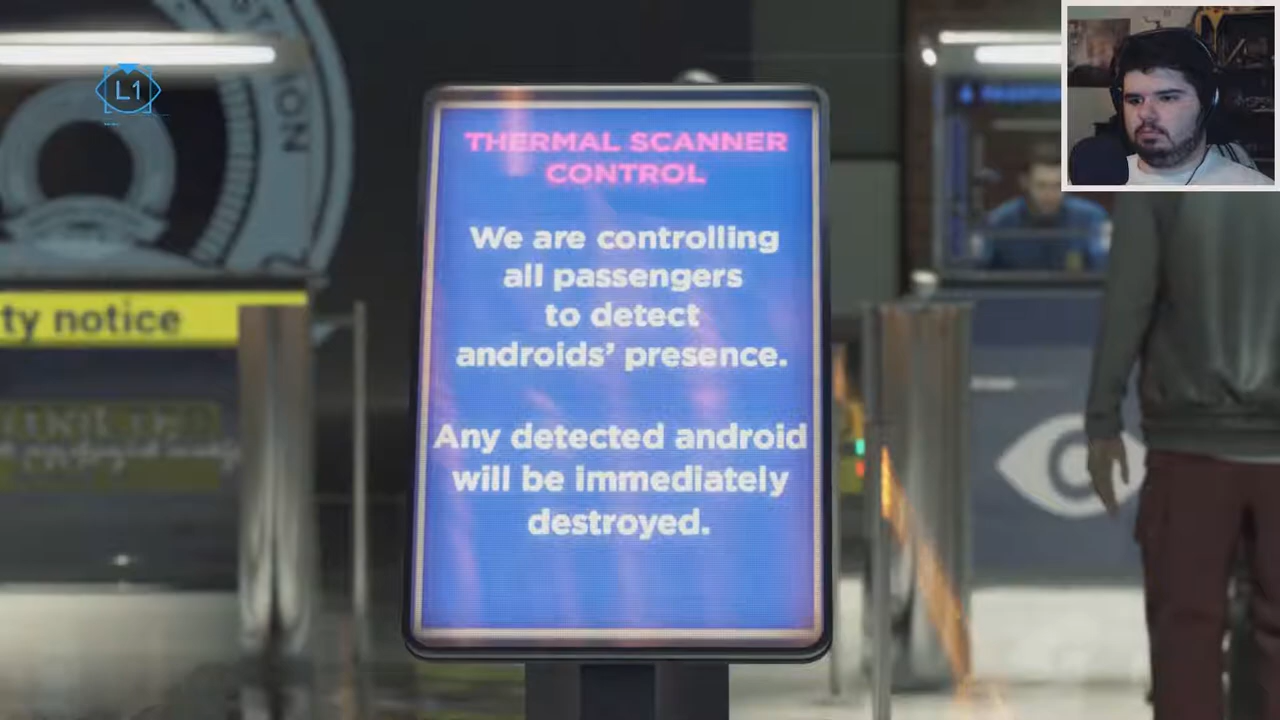 L1
STATION
THERMAL SCANNER
CONTROL
We are controlling
all passengers
to detect
androids’ presence.
Any detected android
will be immediately
destroyed.
ty notice